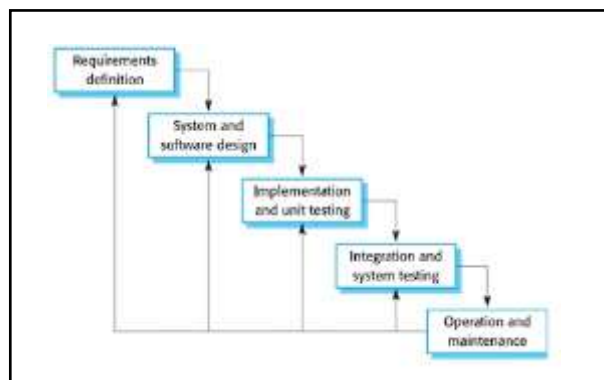 Requirements
definition
System and
software design
Implementation
and unit testing
Integration and
system testing
Operation and
maintenance